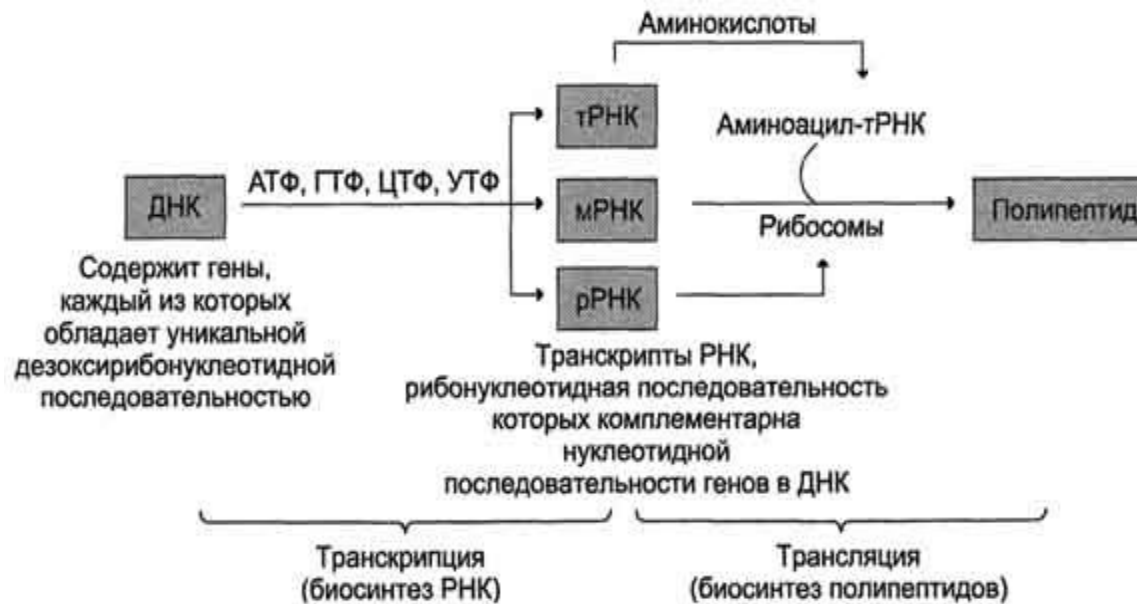 Аминокислоты
тРНК
Аминоацил-тРНК
АТФ, ГТФ, ЦТФ, УТФ
ДНК
мРНК
Рибосомы
Полипептид
рРНК
Содержит гены,
каждый из которых
обладает уникальной
дезоксирибонуклеотидной
последовательностью
Транскрипты РНК,
рибонуклеотидная последовательность
которых комплементарна
нуклеотидной
последовательности генов в ДНК
Транскрипция
(биосинтез РНК)
Трансляция
(биосинтез полипептидов)